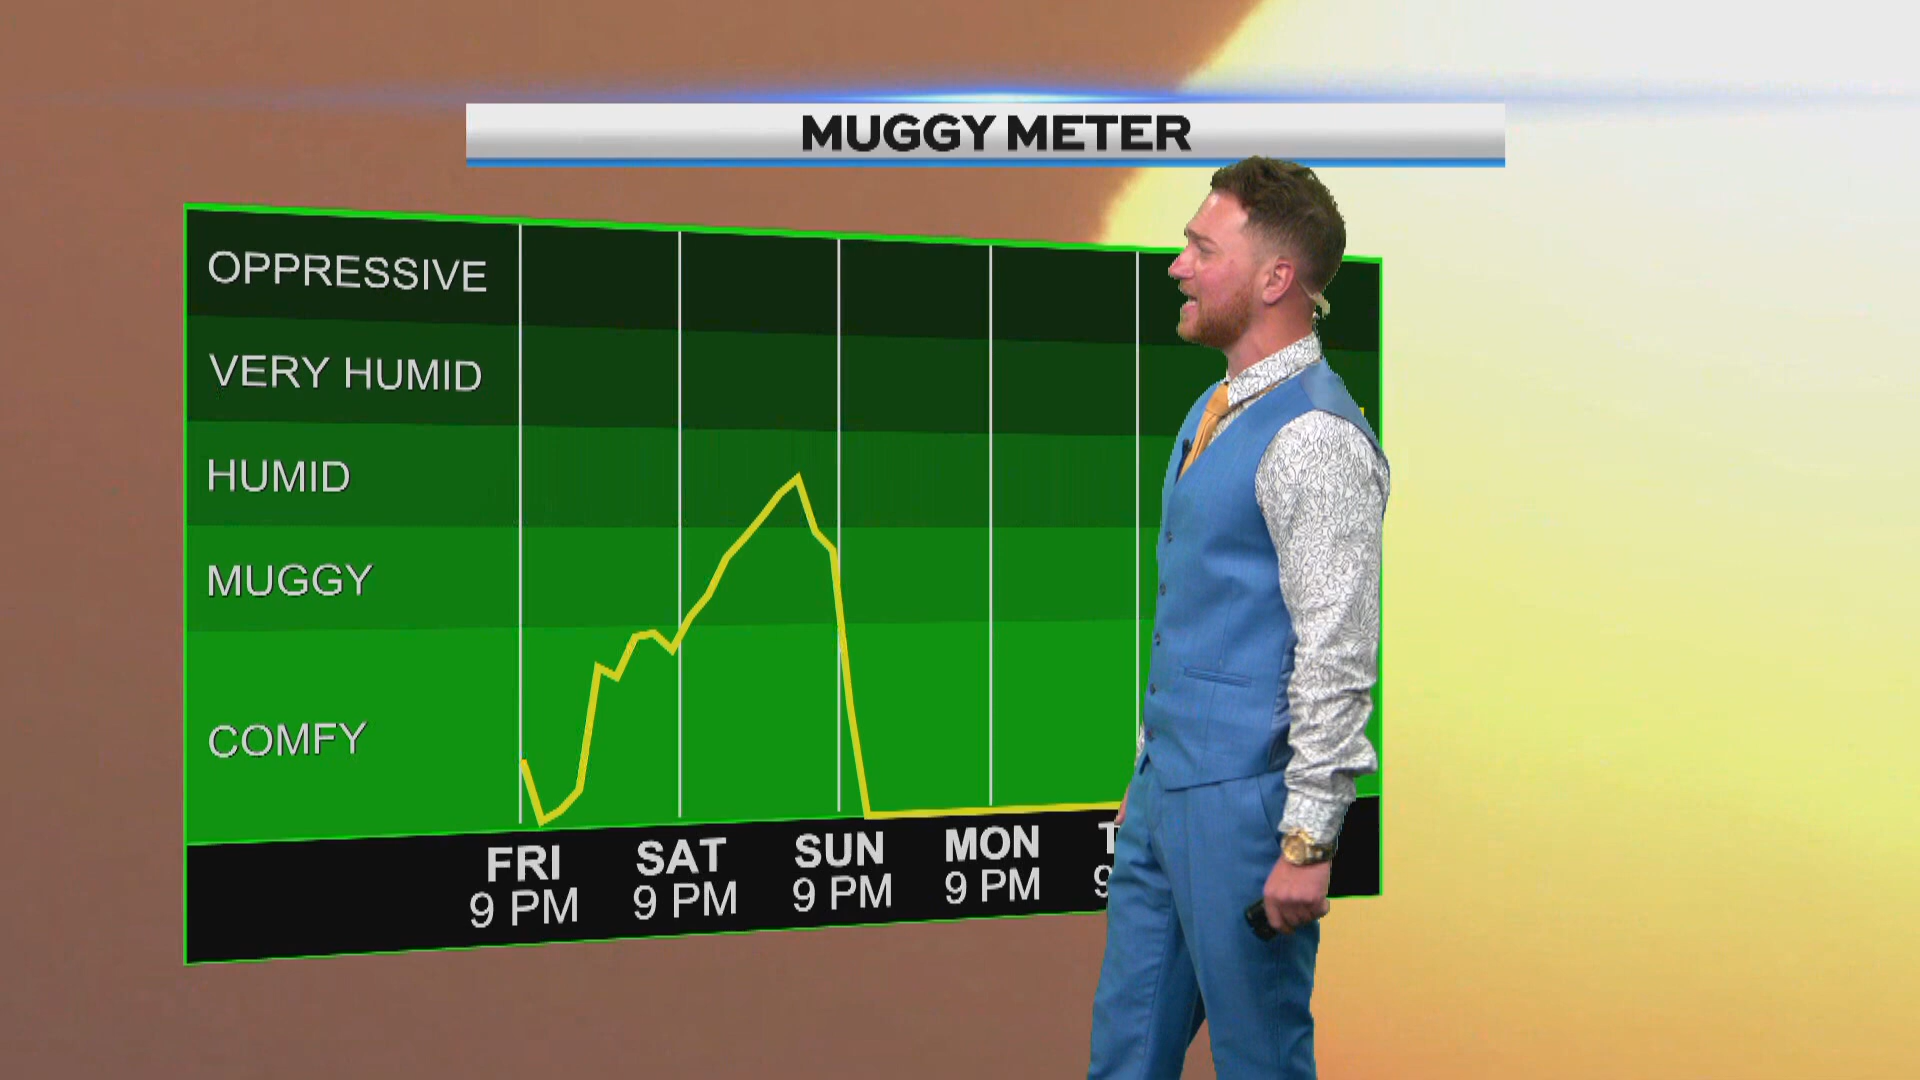 MUGGY METER
OPPRESSIVE
VERY HUMID
HUMID
MUGGY
COMFY
FRI SAT SUN MON
9 PM 9 PM 9 PM 9 PM 9